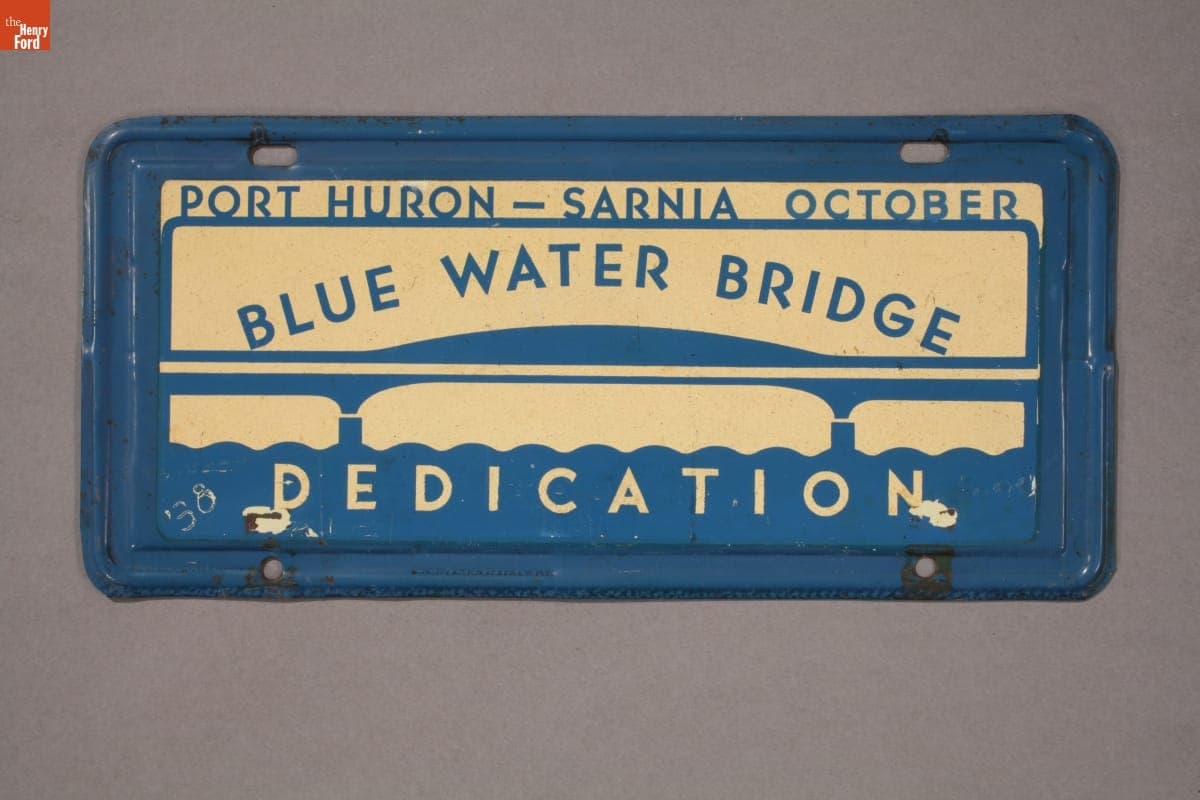 the
Henry
Ford
PORT HURON — SARNIA OCTOBER
BLUE WATER BRIDGE
DEDICATION
'38